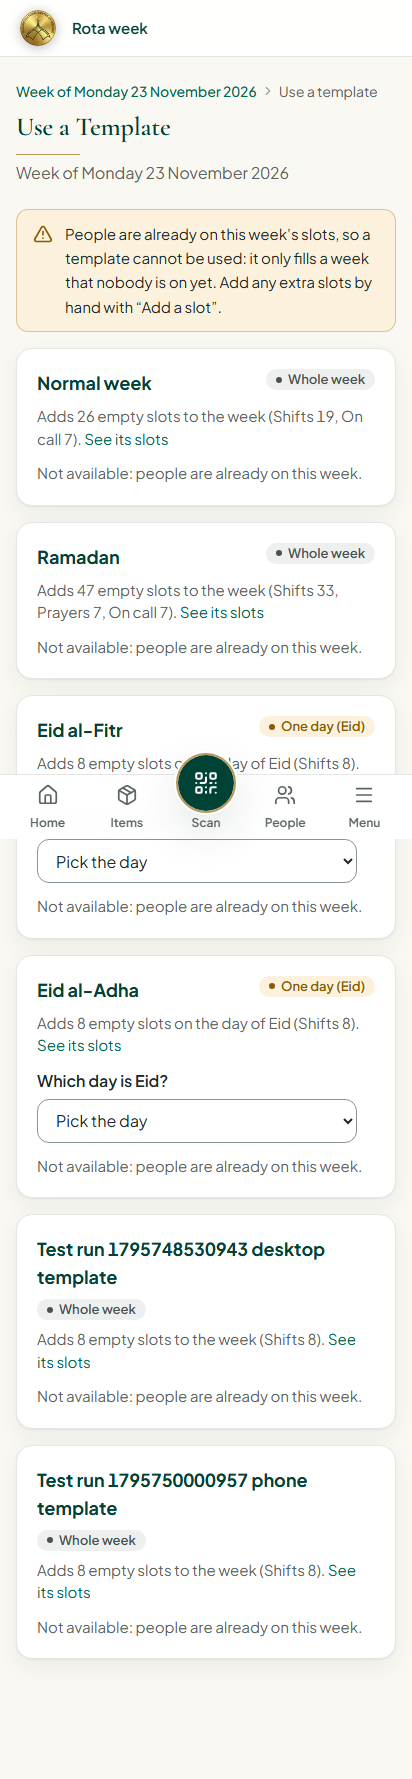 Rota week
Week of Monday 23 November 2026 > Use a template
Use a Template
Week of Monday 23 November 2026
People are already on this week's slots, so a
template cannot be used: it only fills a week
that nobody is on yet. Add any extra slots by
hand with “Add a slot”.
Normal week
Whole week
Adds 26 empty slots to the week (Shifts 19, On
call 7). See its slots
Not available: people are already on this week.
Ramadan
Whole week
Adds 47 empty slots to the week (Shifts 33,
Prayers 7, On call 7). See its slots
Not available: people are already on this week.
Eid al-Fitr
One day (Eid)
Adds 8 empty slots day of Eid (Shifts 8).
Home
Items
Scan
People
Menu
Pick the day
Not available: people are already on this week.
Eid al-Adha
One day (Eid)
Adds 8 empty slots on the day of Eid (Shifts 8).
See its slots
Which day is Eid?
Pick the day
Not available: people are already on this week.
Test run 1795748530943 desktop
template
Whole week
Adds 8 empty slots to the week (Shifts 8). See
its slots
Not available: people are already on this week.
Test run 1795750000957 phone
template
Whole week
Adds 8 empty slots to the week (Shifts 8). See
its slots
Not available: people are already on this week.